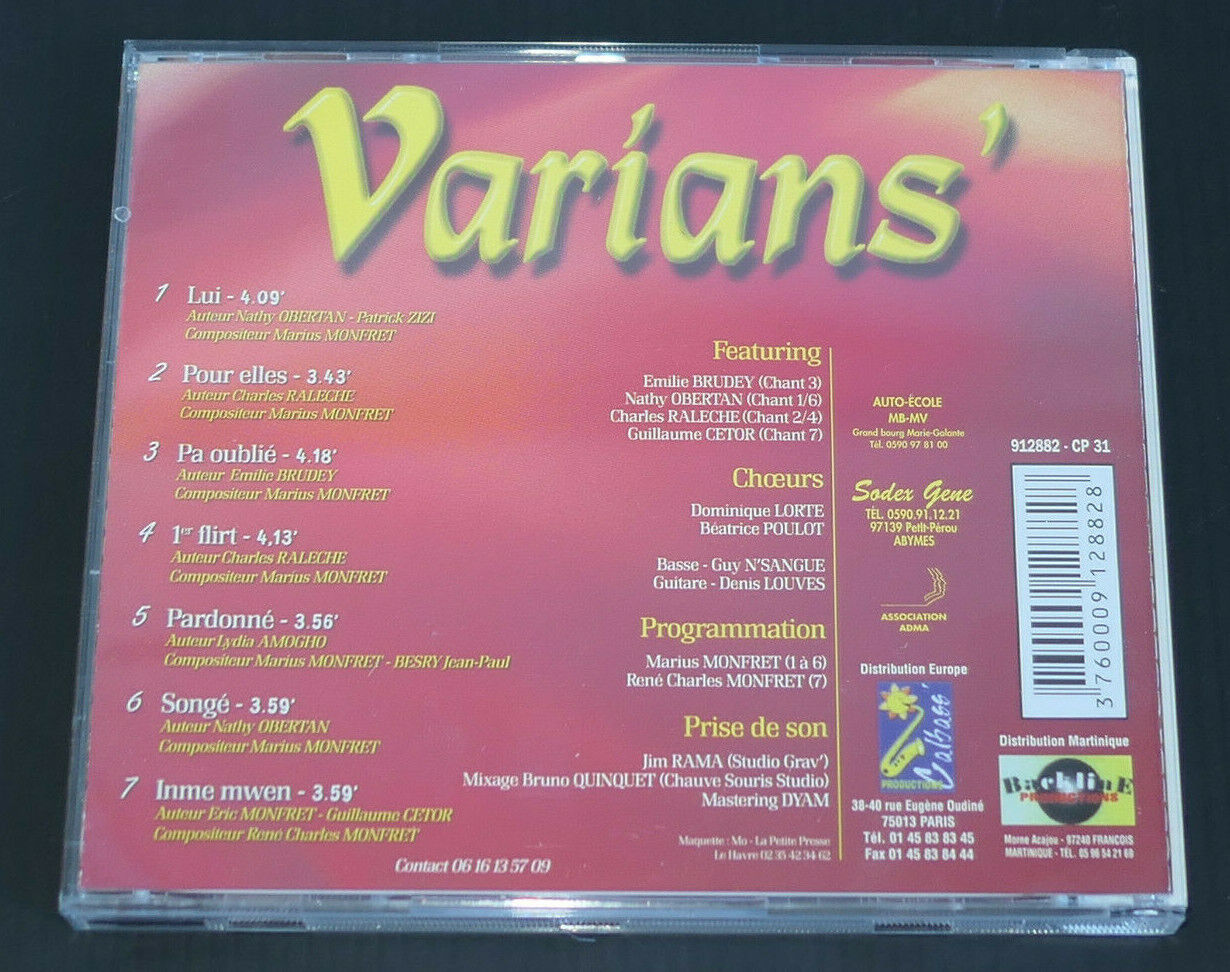 Varians'
1 Lui - 4.09'
Auteur Nathy OBERTAN - Patrick ZIZI
Compositeur Marius MONFRET
2 Pour elles - 3.43'
Auteur Charles RALECHE
Compositeur Marius MONFRET
3 Pa oublié - 4.18'
Auteur Emilie BRUDEY
Compositeur Marius MONFRET
4 1er flirt - 4,13'
Auteur Charles RALECHE
Compositeur Marius MONFRET
5 Pardonné - 3.56'
Auteur Lydia AMOGHO
Compositeur Marius MONFRET - BESRY Jean-Paul
6 Songé - 3.59'
Auteur Nathy OBERTAN
Compositeur Marius MONFRET
7 Inme mwen - 3.59'
Auteur Eric MONFRET - Guillaume CETOR
Compositeur René Charles MONFRET
Contact 06 16 13 57 09
Featuring
Emilie BRUDEY (Chant 3)
Nathy OBERTAN (Chant 1/6)
Charles RALECHE (Chant 2/4)
Guillaume CETOR (Chant 7)
Chœurs
Dominique LORTE
Béatrice POULOT
Basse - Guy N'SANGUE
Guitare - Denis LOUVES
Programmation
Marius MONFRET (1 à 6)
René Charles MONFRET (7)
Prise de son
Jim RAMA (Studio Grav')
Mixage Bruno QUINQUET (Chauve Souris Studio)
Mastering DYAM
Maquette : Mo - La Petite Presse
Le Havre 02 35 42 34 62
AUTO-ÉCOLE
MB-MV
Grand bourg Marie-Galante
Tél. 0590 97 81 00
Sodex Gene
TÉL. 0590.91.12.21
97139 Petit-Pérou
ABYMES
ASSOCIATION
ADMA
Distribution Europe
Calbass'
PRODUCTIONS
38-40 rue Eugène Oudiné
75013 PARIS
Tél. 01 45 83 83 45
Fax 01 45 83 84 44
912882 - CP 31
3 760009 128828
Distribution Martinique
BacklinE
PRODUCTIONS
Morne Acajou - 97240 FRANCOIS
MARTINIQUE - TÉL. 05 96 54 21 69